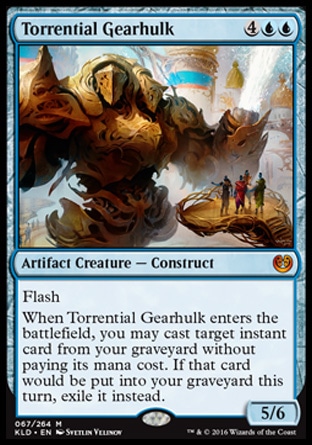 Torrential Gearhulk 4
Artifact Creature — Construct
Flash
When Torrential Gearhulk enters the
battlefield, you may cast target instant
card from your graveyard without
paying its mana cost. If that card
would be put into your graveyard this
turn, exile it instead.
5/6
067/264 M
KLD • EN Svetlin Velinov
™ & © 2016 Wizards of the Coast